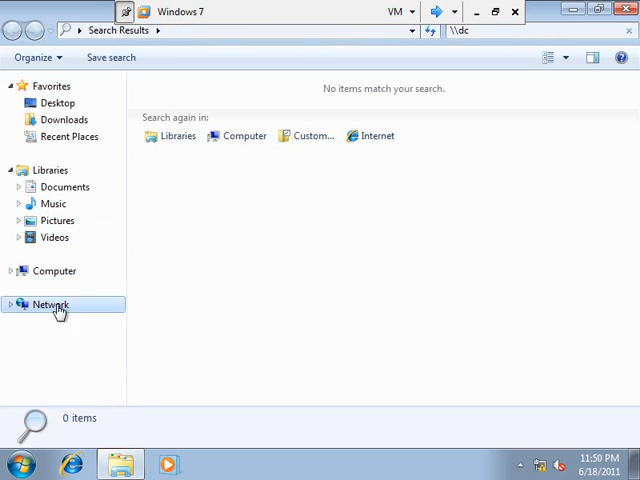 Windows 7
VM
Search Results
\\dc
Organize
Save search
Favorites
Desktop
Downloads
Recent Places
Libraries
Documents
Music
Pictures
Videos
Computer
Network
No items match your search.
Search again in:
Libraries
Computer
Custom...
Internet
0 items
11:50 PM
6/18/2011